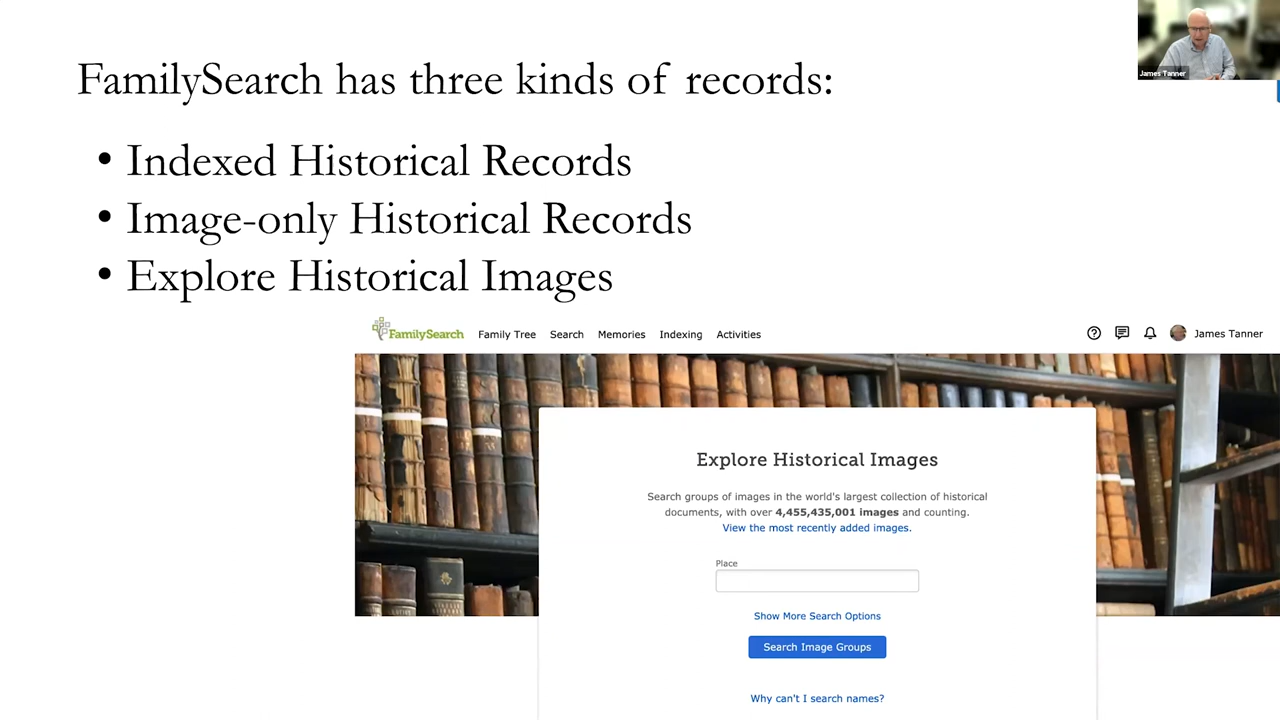 FamilySearch has three kinds of records:
James Tanner
• Indexed Historical Records
• Image-only Historical Records
• Explore Historical Images
FamilySearch Family Tree Search Memories Indexing Activities James Tanner
Explore Historical Images
Search groups of images in the world's largest collection of historical
documents, with over 4,455,435,001 images and counting.
View the most recently added images.
Place
Show More Search Options
Search Image Groups
Why can't I search names?